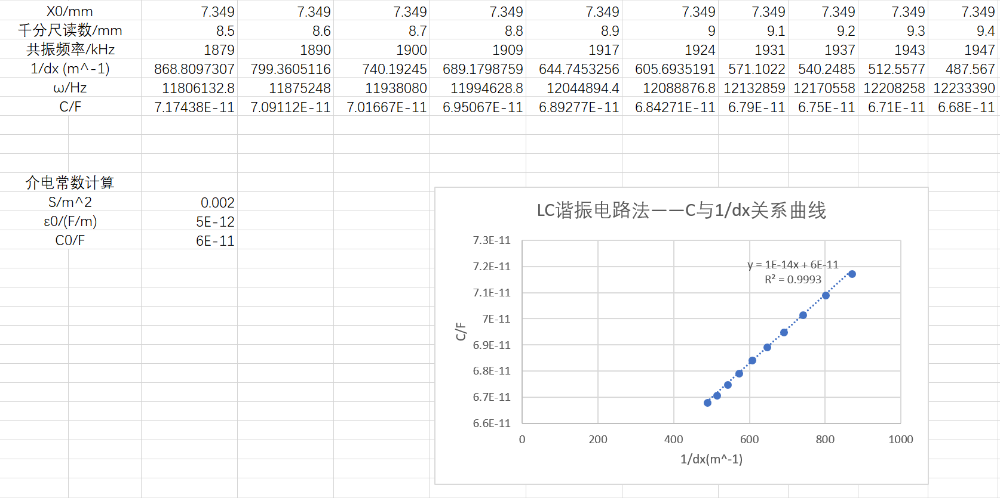 X0/mm 7.349 7.349 7.349 7.349 7.349 7.349 7.349 7.349 7.349 7.349
千分尺读数/mm 8.5 8.6 8.7 8.8 8.9 9 9.1 9.2 9.3 9.4
共振频率/kHz 1879 1890 1900 1909 1917 1924 1931 1937 1943 1947
1/dx (m^-1) 868.8097307 799.3605116 740.19245 689.1798759 644.7453256 605.6935191 571.1022 540.2485 512.5577 487.567
ω/Hz 11806132.8 11875248 11938080 11994628.8 12044894.4 12088876.8 12132859 12170558 12208258 12233390
C/F 7.17438E-11 7.09112E-11 7.01667E-11 6.95067E-11 6.89277E-11 6.84271E-11 6.79E-11 6.75E-11 6.71E-11 6.68E-11
介电常数计算
S/m^2 0.002
ε0/(F/m) 5E-12
C0/F 6E-11
LC谐振电路法——C与1/dx关系曲线
7.3E-11
7.2E-11
7.1E-11
7E-11
6.9E-11
6.8E-11
6.7E-11
6.6E-11
C/F
y = 1E-14x + 6E-11
R² = 0.9993
0 200 400 600 800 1000
1/dx(m^-1)